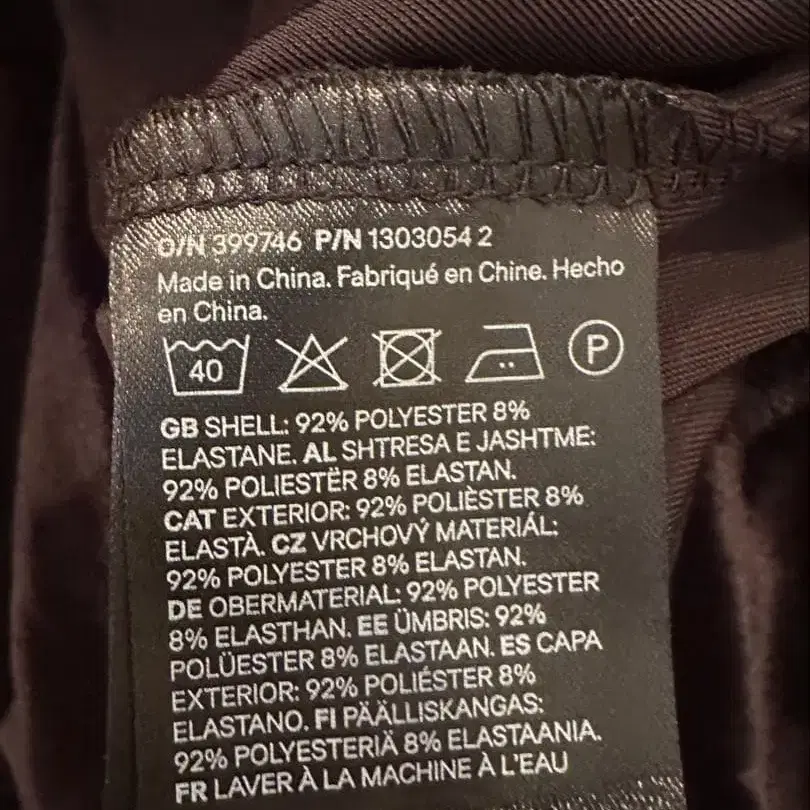 O/N 399746 P/N 1303054 2
Made in China. Fabriqué en Chine. Hecho
en China.
40 P
GB SHELL: 92% POLYESTER 8%
ELASTANE. AL SHTRESA E JASHTME:
92% POLIESTËR 8% ELASTAN.
CAT EXTERIOR: 92% POLIÈSTER 8%
ELASTÀ. CZ VRCHOVÝ MATERIÁL:
92% POLYESTER 8% ELASTAN.
DE OBERMATERIAL: 92% POLYESTER
8% ELASTHAN. EE ÜMBRIS: 92%
POLÜESTER 8% ELASTAAN. ES CAPA
EXTERIOR: 92% POLIÉSTER 8%
ELASTANO. FI PÄÄLLISKANGAS:
92% POLYESTERIÄ 8% ELASTAANIA.
FR LAVER À LA MACHINE À L'EAU